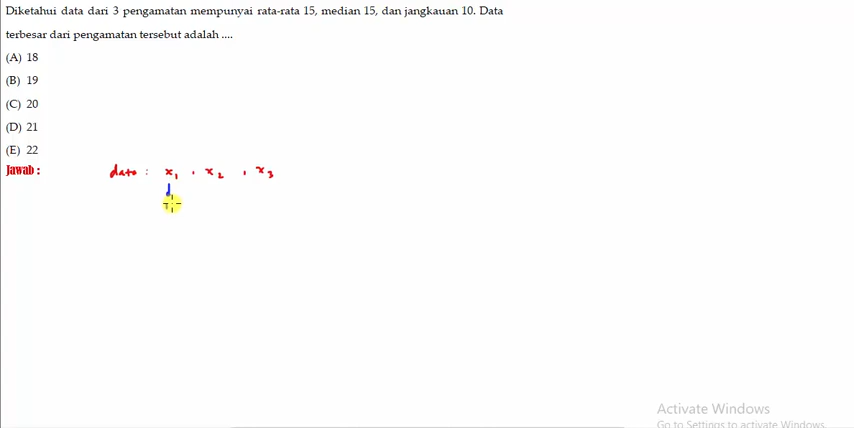 Diketahui data dari 3 pengamatan mempunyai rata-rata 15, median 15, dan jangkauan 10. Data
terbesar dari pengamatan tersebut adalah ....
(A) 18
(B) 19
(C) 20
(D) 21
(E) 22
Jawab : data : x₁ , x₂ , x₃
Activate Windows
Go to Settings to activate Windows.